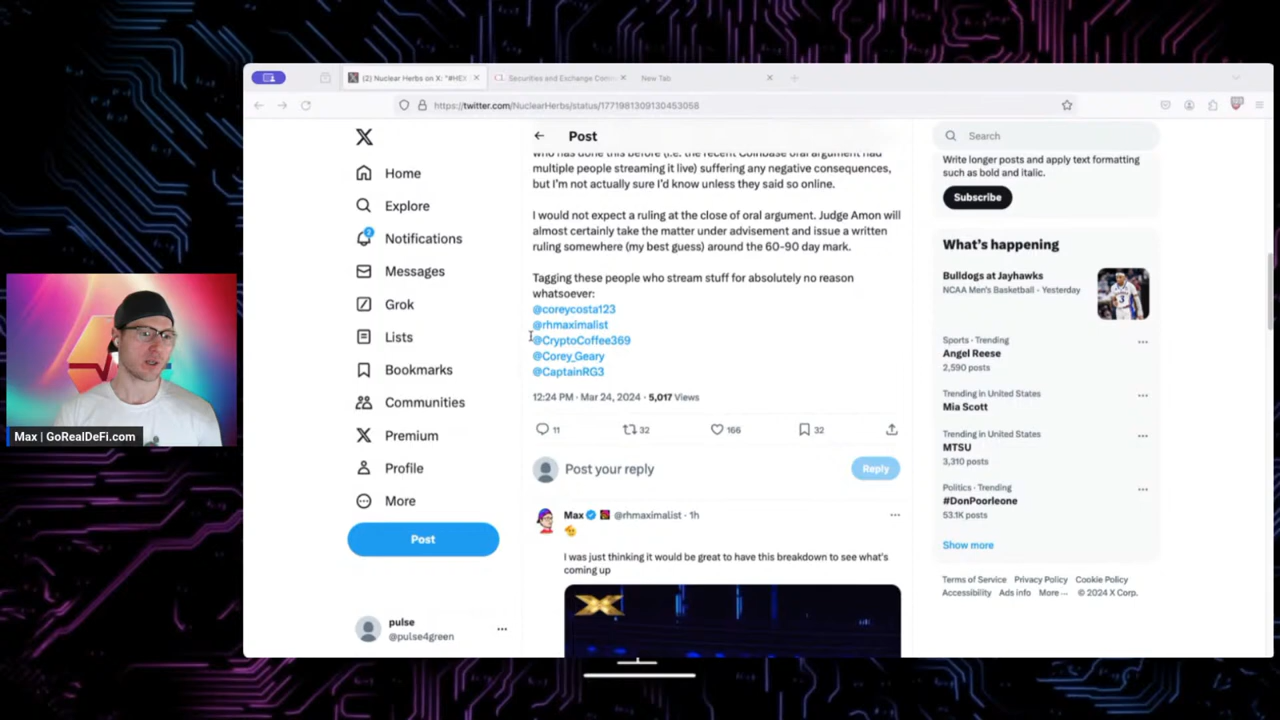 (2) Nuclear Herbs on X: "#HEX
Securities and Exchange Com
New Tab
https://twitter.com/NuclearHerbs/status/1771981309130453058
Home
Explore
2
Notifications
Messages
Grok
Lists
Bookmarks
Communities
Premium
Profile
More
Post
pulse
@pulse4green
Post
who has done this before (i.e. the recent Coinbase oral argument had
multiple people streaming it live) suffering any negative consequences,
but I'm not actually sure I'd know unless they said so online.
I would not expect a ruling at the close of oral argument. Judge Amon will
almost certainly take the matter under advisement and issue a written
ruling somewhere (my best guess) around the 60-90 day mark.
Tagging these people who stream stuff for absolutely no reason
whatsoever:
@coreycosta123
@rhmaximalist
@CryptoCoffee369
@Corey_Geary
@CaptainRG3
12:24 PM · Mar 24, 2024 · 5,017 Views
11
32
166
32
Post your reply
Reply
Max
@rhmaximalist · 1h
I was just thinking it would be great to have this breakdown to see what's
coming up
Search
Write longer posts and apply text formatting
such as bold and italic.
Subscribe
What's happening
Bulldogs at Jayhawks
NCAA Men's Basketball · Yesterday
Sports · Trending
Angel Reese
2,590 posts
Trending in United States
Mia Scott
Trending in United States
MTSU
3,310 posts
Politics · Trending
#DonPoorleone
53.1K posts
Show more
Terms of Service Privacy Policy Cookie Policy
Accessibility Ads info More ··· © 2024 X Corp.
Max | GoRealDeFi.com